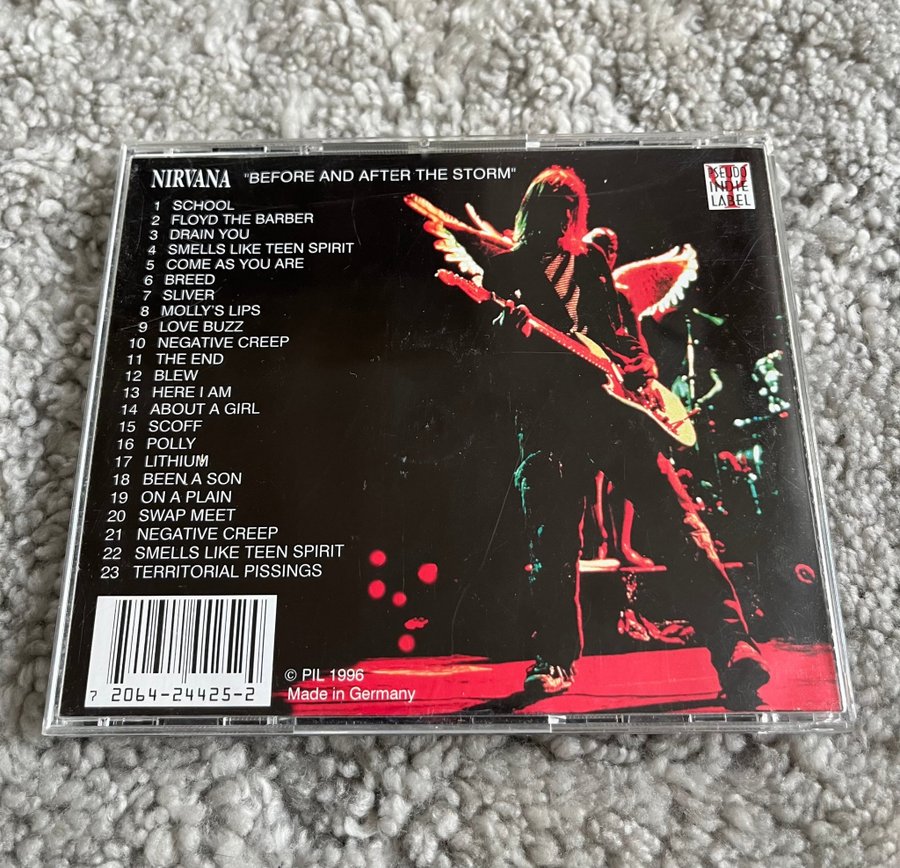 NIRVANA "BEFORE AND AFTER THE STORM"
PSEUDO
INDIE
LABEL
1 SCHOOL
2 FLOYD THE BARBER
3 DRAIN YOU
4 SMELLS LIKE TEEN SPIRIT
5 COME AS YOU ARE
6 BREED
7 SLIVER
8 MOLLY'S LIPS
9 LOVE BUZZ
10 NEGATIVE CREEP
11 THE END
12 BLEW
13 HERE I AM
14 ABOUT A GIRL
15 SCOFF
16 POLLY
17 LITHIUM
18 BEEN A SON
19 ON A PLAIN
20 SWAP MEET
21 NEGATIVE CREEP
22 SMELLS LIKE TEEN SPIRIT
23 TERRITORIAL PISSINGS
7 2064-24425-2
© PIL 1996
Made in Germany